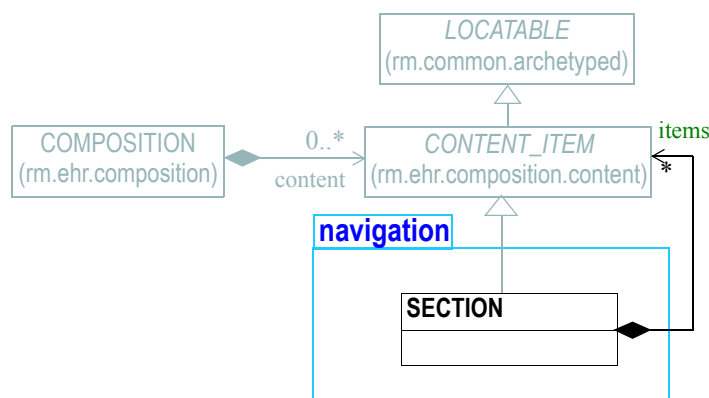 LOCATABLE
(rm.common.archetyped)
items
COMPOSITION
(rm.ehr.composition)
0..*
content
CONTENT_ITEM
(rm.ehr.composition.content)
*
navigation
SECTION